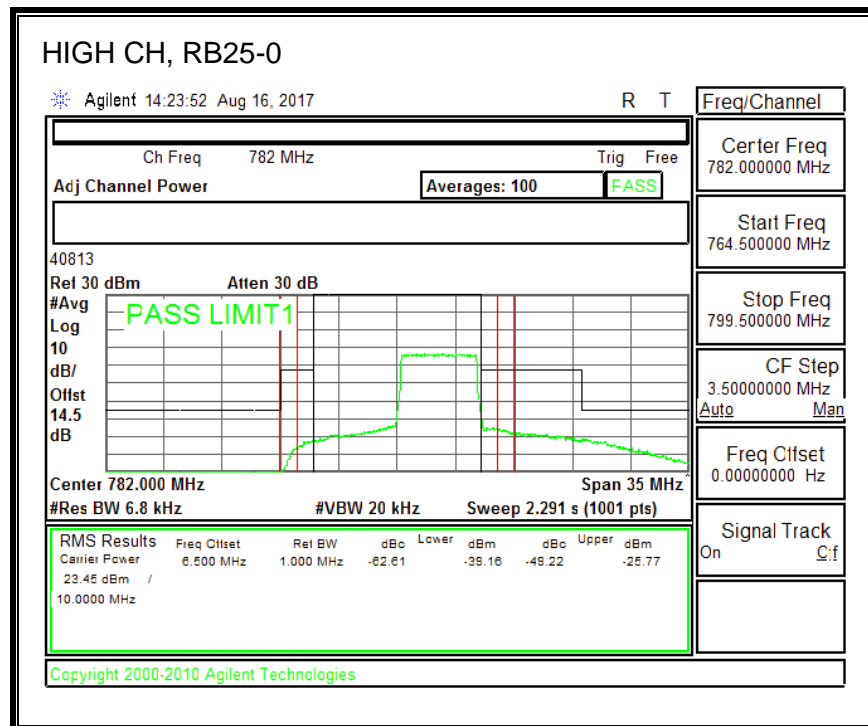 HIGH CH, RB25-0
Agilent 14:23:52 Aug 16, 2017 R T
Freq/Channel
Ch Freq 782 MHz Trig Free
Adj Channel Power Averages: 100 PASS
Center Freq
782.000000 MHz
Start Freq
764.500000 MHz
Stop Freq
799.500000 MHz
CF Step
3.50000000 MHz
Auto Man
Freq Offset
0.00000000 Hz
Signal Track
On Off
40813
Ref 30 dBm Atten 30 dB
#Avg
Log
10
dB/
Offst
14.5
dB
PASS LIMIT1
Center 782.000 MHz Span 35 MHz
#Res BW 6.8 kHz #VBW 20 kHz Sweep 2.291 s (1001 pts)
RMS Results Freq Offset Ref BW dBc Lower dBm dBc Upper dBm
Carrier Power 6.500 MHz 1.000 MHz -62.61 -39.16 -49.22 -25.77
23.45 dBm /
10.0000 MHz
Copyright 2000-2010 Agilent Technologies